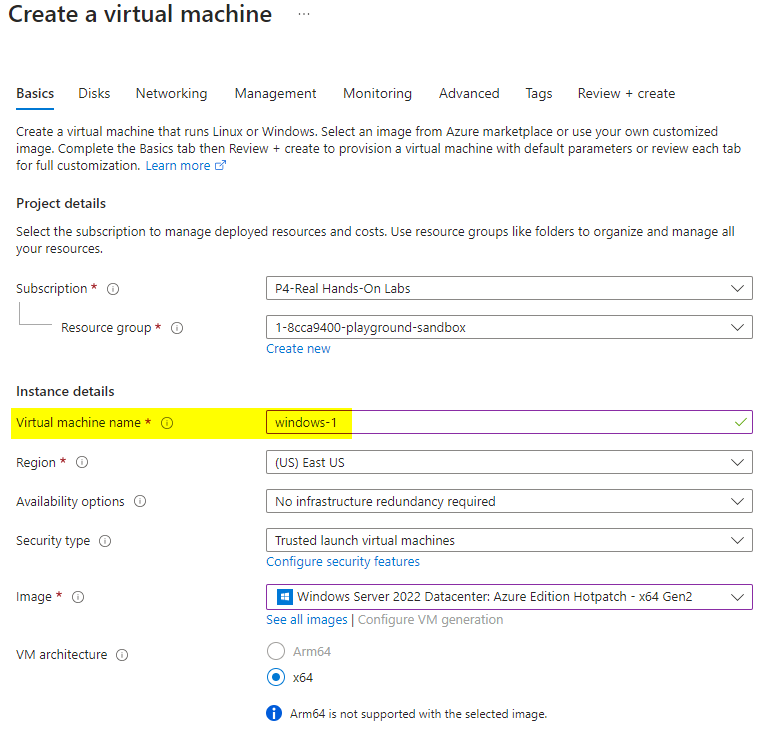 Create a virtual machine ...
Basics Disks Networking Management Monitoring Advanced Tags Review + create
Create a virtual machine that runs Linux or Windows. Select an image from Azure marketplace or use your own customized
image. Complete the Basics tab then Review + create to provision a virtual machine with default parameters or review each tab
for full customization. Learn more
Project details
Select the subscription to manage deployed resources and costs. Use resource groups like folders to organize and manage all
your resources.
Subscription * P4-Real Hands-On Labs
Resource group * 1-8cca9400-playground-sandbox
Create new
Instance details
Virtual machine name * windows-1
Region * (US) East US
Availability options No infrastructure redundancy required
Security type Trusted launch virtual machines
Configure security features
Image * Windows Server 2022 Datacenter: Azure Edition Hotpatch - x64 Gen2
See all images | Configure VM generation
VM architecture Arm64
x64
Arm64 is not supported with the selected image.